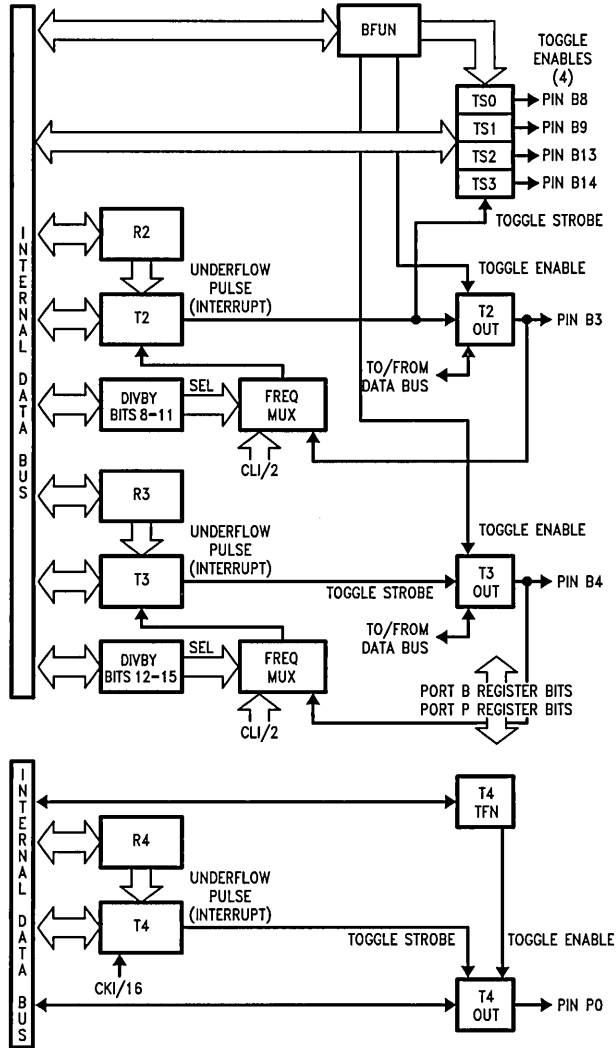 BFUN
TOGGLE
ENABLES
(4)
TS0
PIN B8
TS1
PIN B9
TS2
PIN B13
TS3
PIN B14
TOGGLE STROBE
INTERNAL DATA BUS
R2
UNDERFLOW
PULSE
(INTERRUPT)
TOGGLE ENABLE
T2
T2
OUT
PIN B3
TO/FROM
DATA BUS
DIVBY
BITS 8-11
SEL
FREQ
MUX
CLI/2
R3
UNDERFLOW
PULSE
(INTERRUPT)
TOGGLE ENABLE
T3
TOGGLE STROBE
T3
OUT
PIN B4
TO/FROM
DATA BUS
DIVBY
BITS 12-15
SEL
FREQ
MUX
CLI/2
PORT B REGISTER BITS
PORT P REGISTER BITS
INTERNAL DATA BUS
T4
TFN
R4
UNDERFLOW
PULSE
(INTERRUPT)
T4
TOGGLE STROBE
TOGGLE ENABLE
CKI/16
T4
OUT
PIN P0